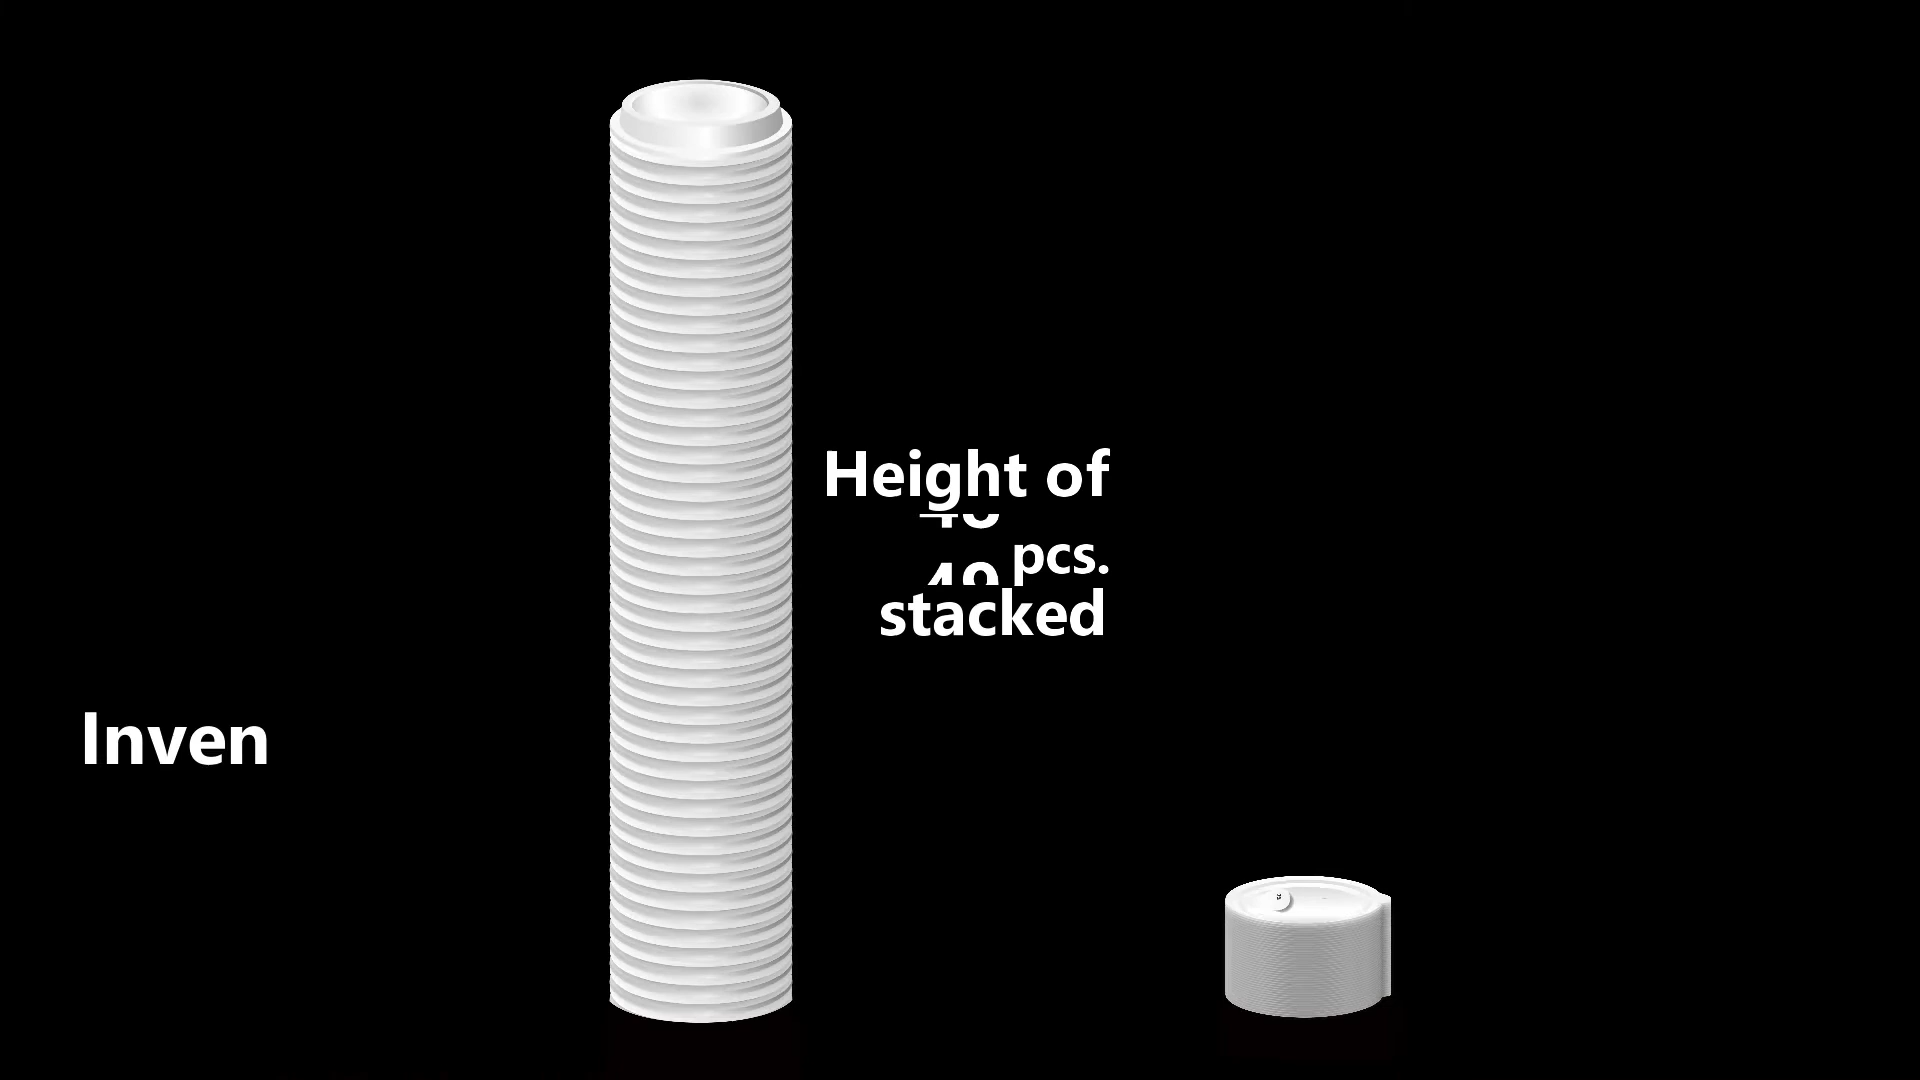 Height of
pcs.
stacked
Inven